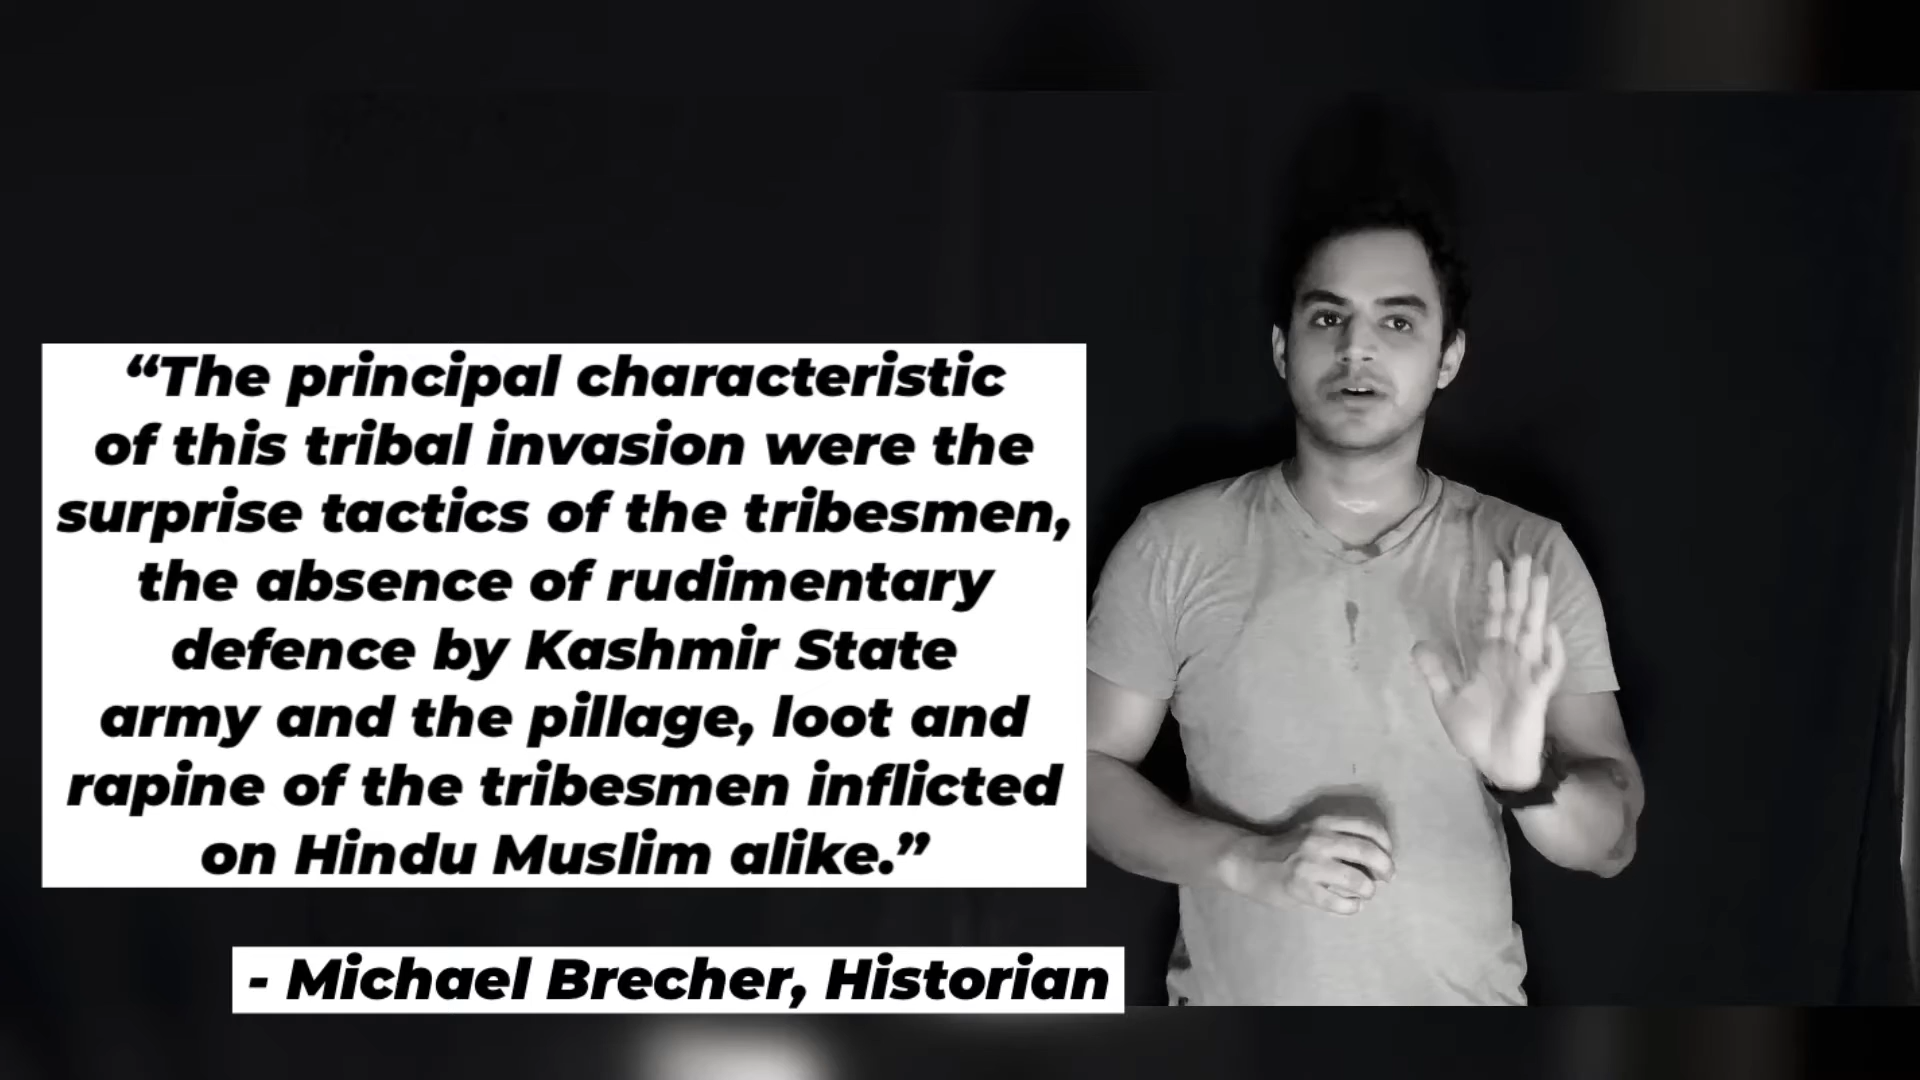 “The principal characteristic
of this tribal invasion were the
surprise tactics of the tribesmen,
the absence of rudimentary
defence by Kashmir State
army and the pillage, loot and
rapine of the tribesmen inflicted
on Hindu Muslim alike.”
- Michael Brecher, Historian